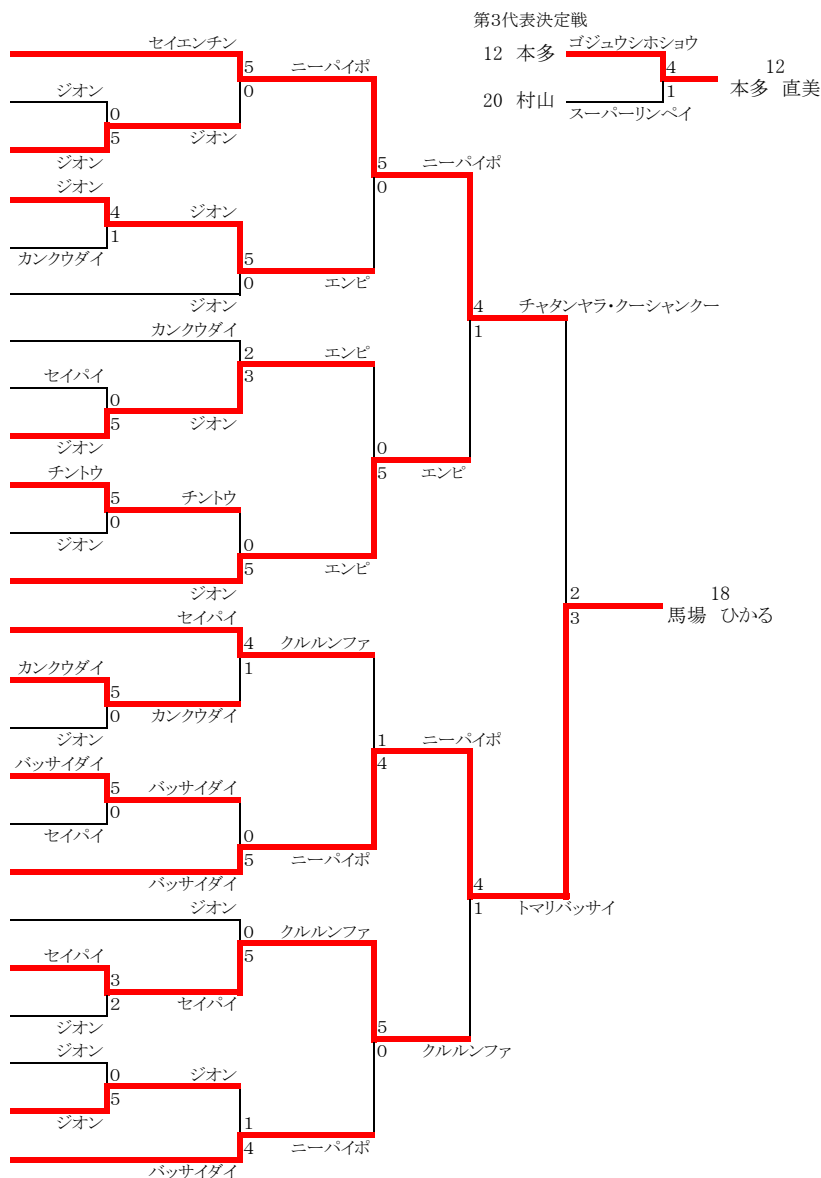 第3代表決定戦
12 本多
ゴジュウシホショウ
4
1
20 村山
スーパーリンペイ
12
本多 直美
セイエンチン
5
0
ニーパイポ
ジオン
0
5
ジオン
ジオン
5
0
ニーパイポ
ジオン
4
1
ジオン
カンクウダイ
5
0
エンピ
ジオン
4
1
チャタンヤラ・クーシャンクー
カンクウダイ
2
3
エンピ
セイパイ
0
5
ジオン
ジオン
0
5
エンピ
チントウ
5
0
チントウ
ジオン
0
5
エンピ
ジオン
2
3
18
馬場 ひかる
セイパイ
4
1
クルルンファ
カンクウダイ
5
0
カンクウダイ
ジオン
1
4
ニーパイポ
バッサイダイ
5
0
バッサイダイ
セイパイ
0
5
ニーパイポ
バッサイダイ
4
1
トマリバッサイ
ジオン
0
5
クルルンファ
セイパイ
3
2
セイパイ
ジオン
5
0
クルルンファ
ジオン
0
5
ジオン
ジオン
1
4
ニーパイポ
バッサイダイ